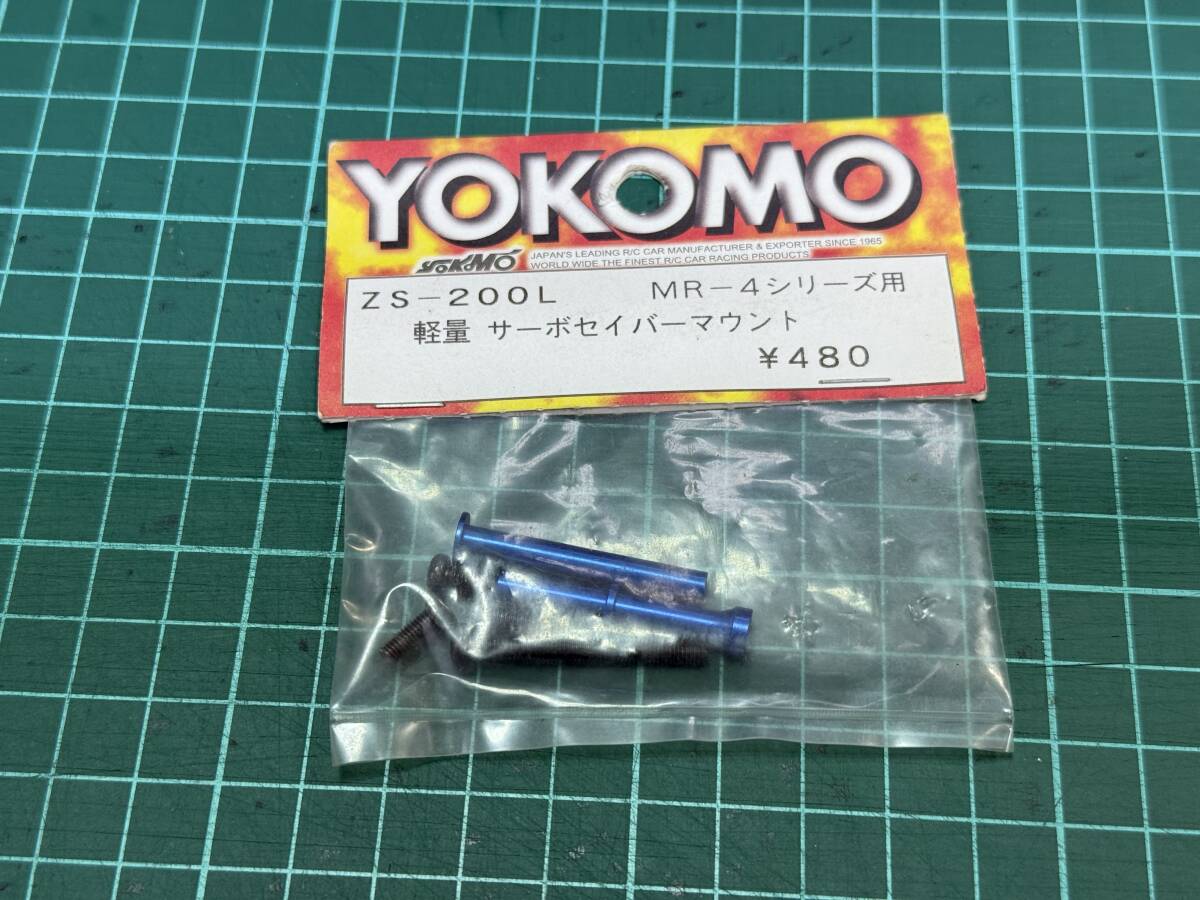 YOKOMO
YOKOMO JAPAN'S LEADING R/C CAR MANUFACTURER & EXPORTER SINCE 1965
WORLD WIDE THE FINEST R/C CAR RACING PRODUCTS
ZS-200L MR-4シリーズ用
軽量 サーボセイバーマウント
¥480